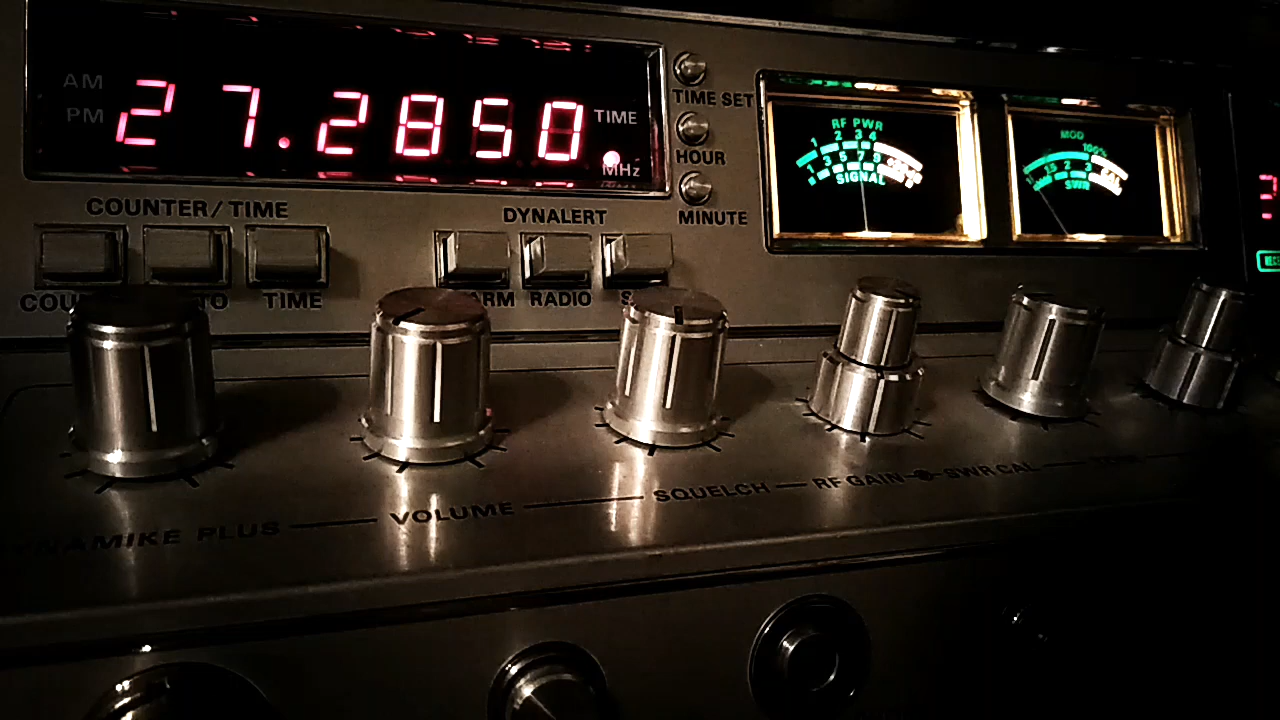 AM
PM
27.2850
TIME
MHz
TIME SET
HOUR
MINUTE
COUNTER/TIME
TIME
DYNALERT
RADIO
RF PWR
1 2 3 4
1 3 5 7 9
SIGNAL
MOD
100%
SWR
VOLUME
SQUELCH
RF GAIN
SWR CAL
PLUS